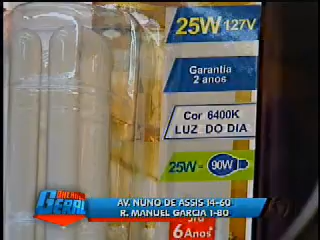 25W 127V
Garantia
2 anos
Cor 6400K
LUZ DO DIA
25W = 90W
BALANÇO
GERAL
AV. NUNO DE ASSIS 14-60
R. MANUEL GARCIA 1-80
6 Anos